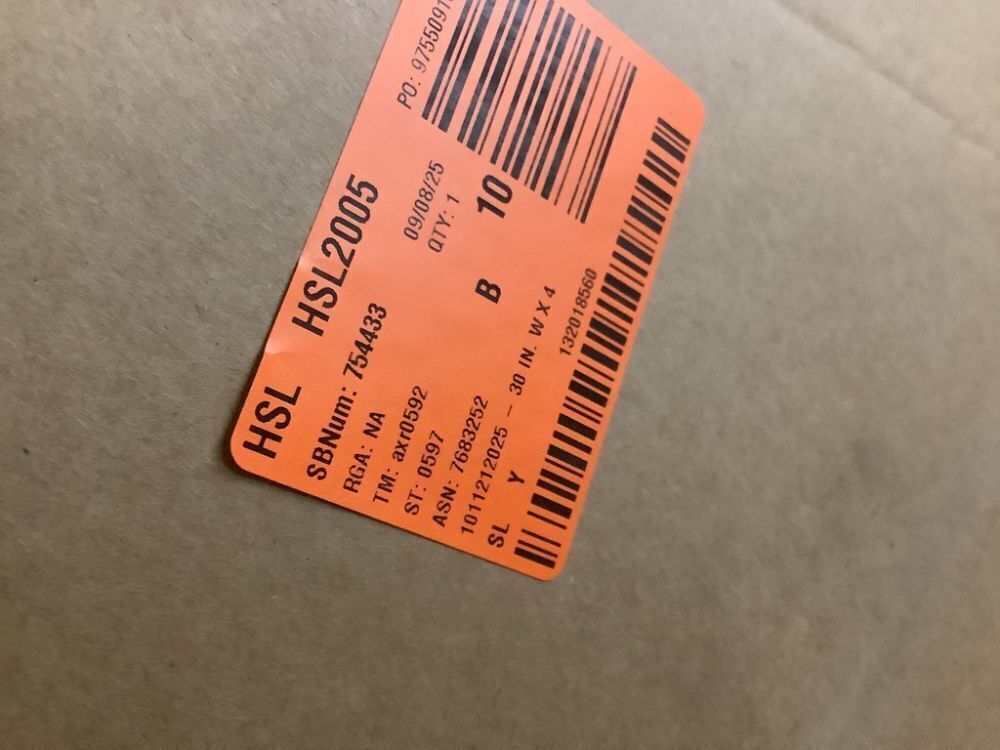 HSL HSL2005
SBNum: 754433
RGA: NA
TM: axr0592 09/08/25 PO:
ST: 0597 QTY: 1
ASN: 7683252
1011212025 - 30 IN. W X 4
SL Y B 10
132018560